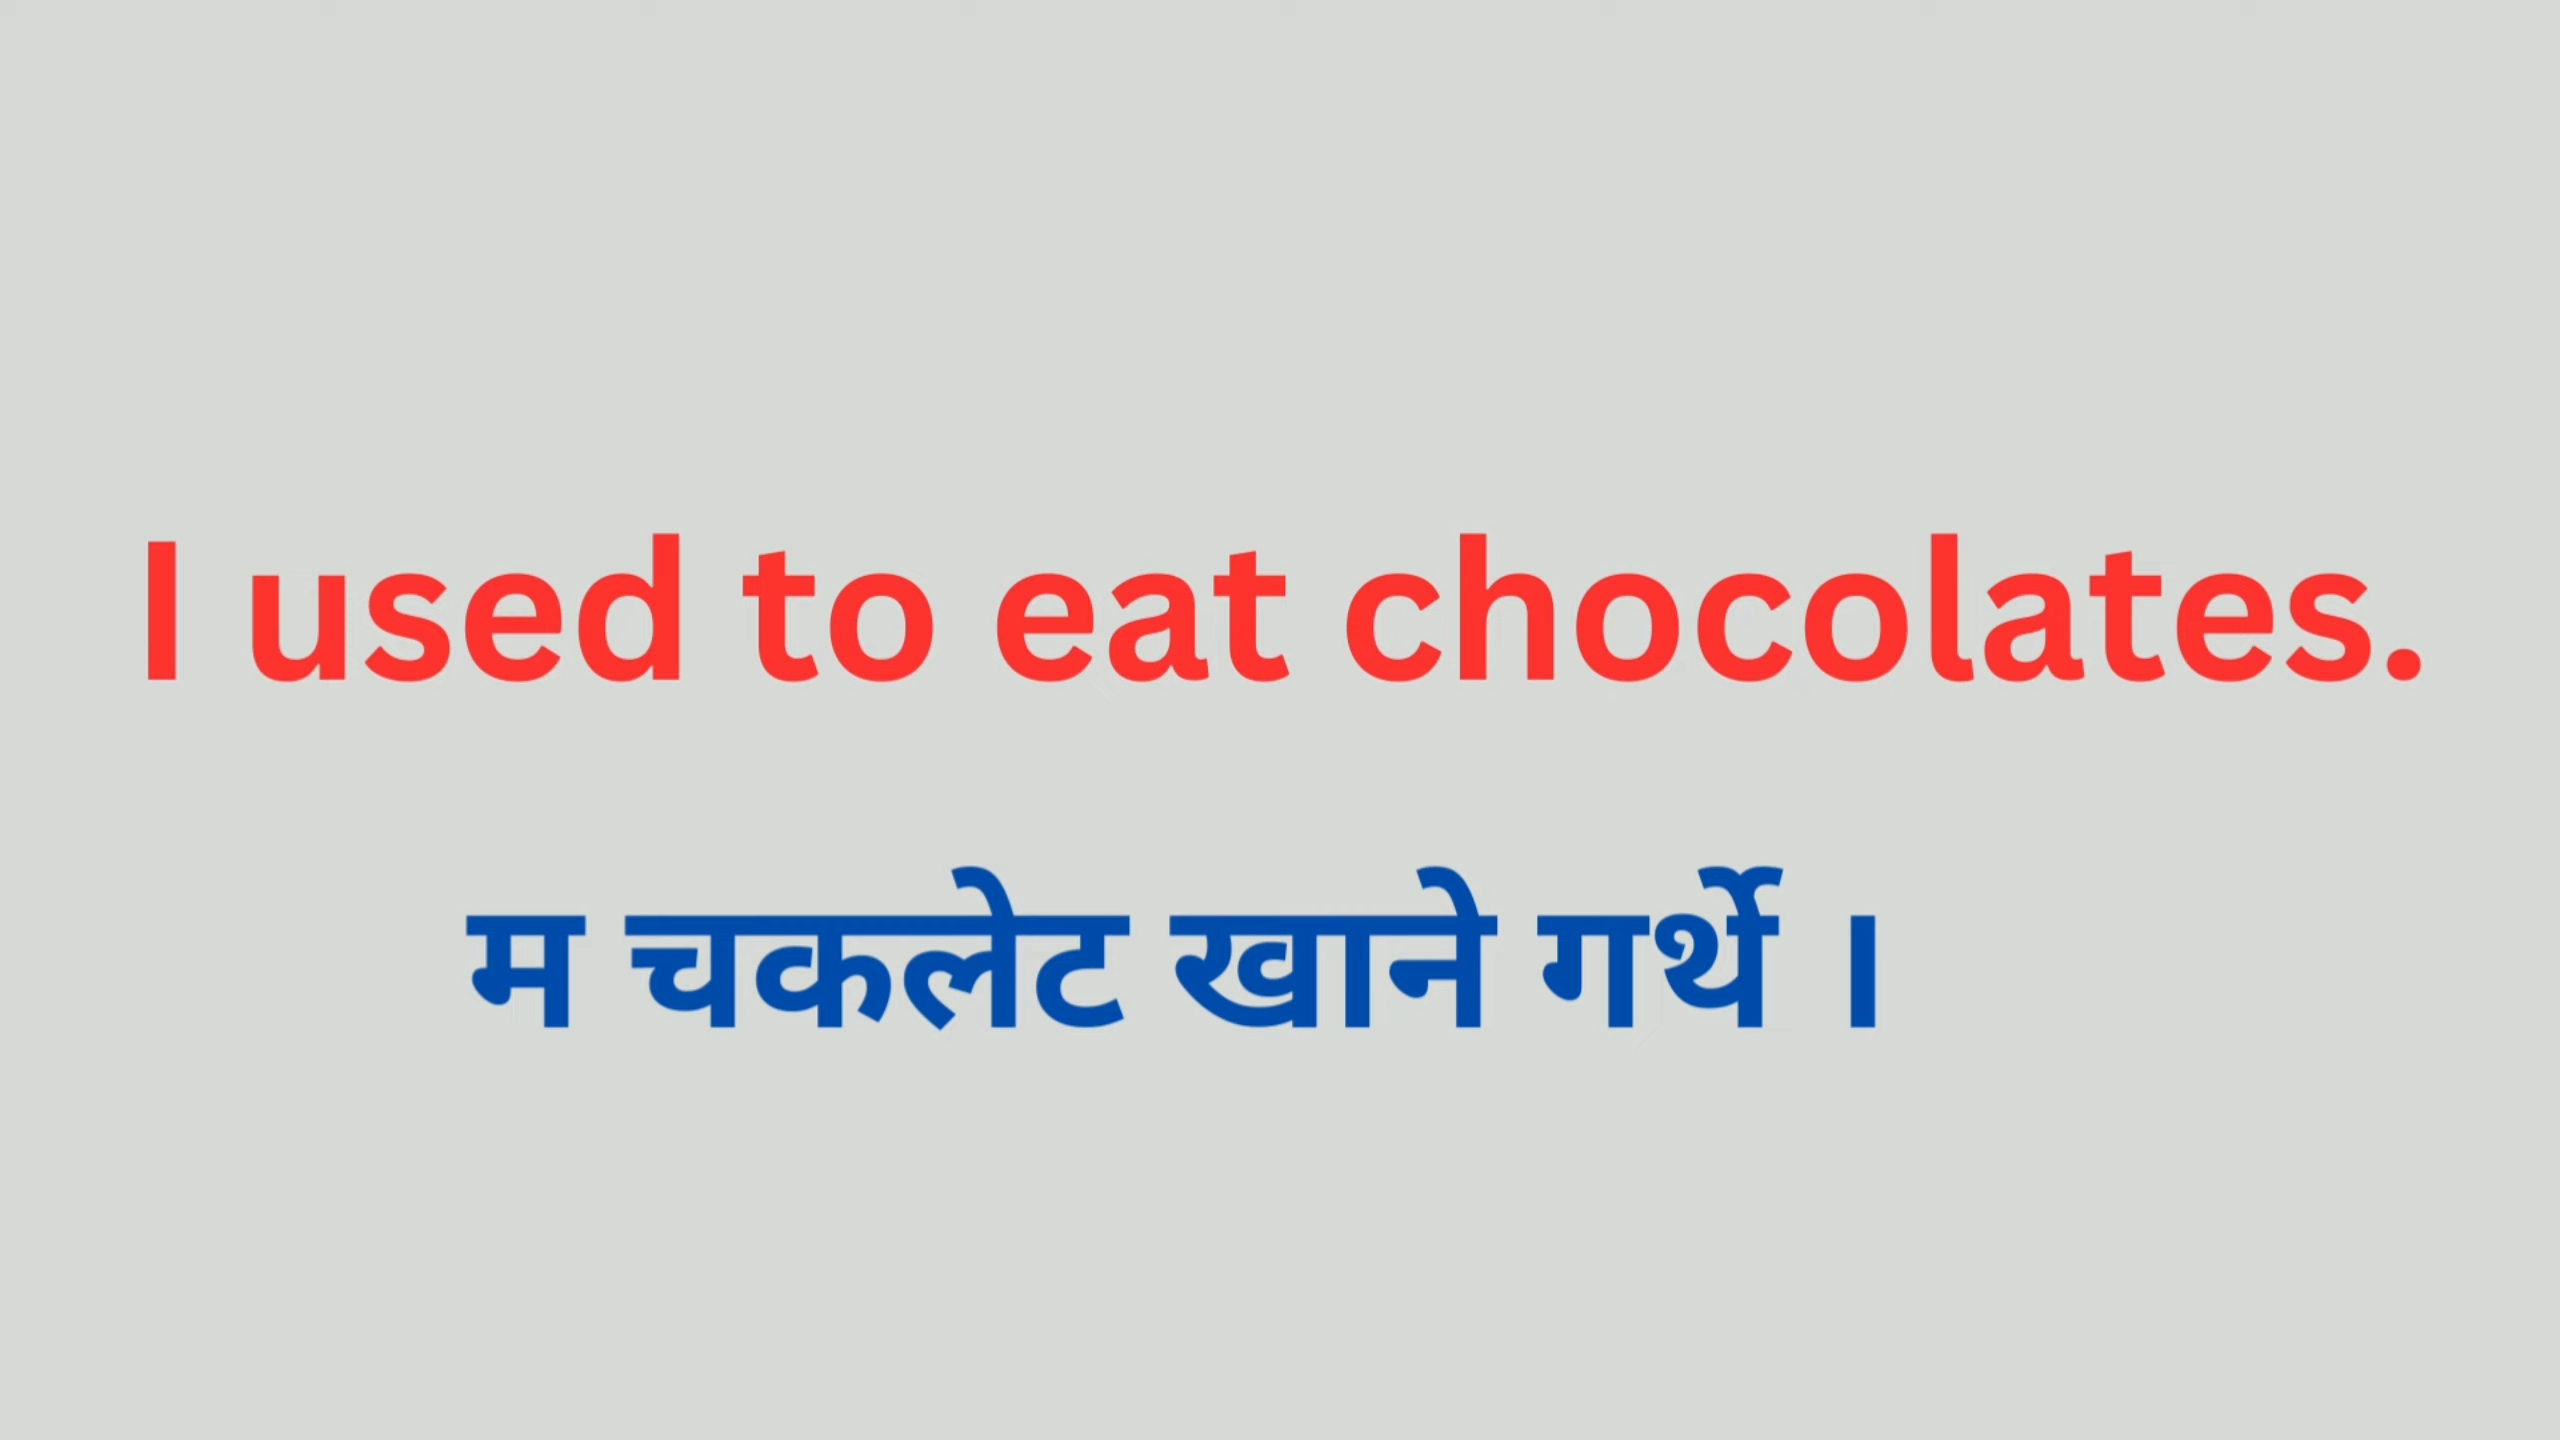 I used to eat chocolates.
म चकलेट खाने गर्थे ।